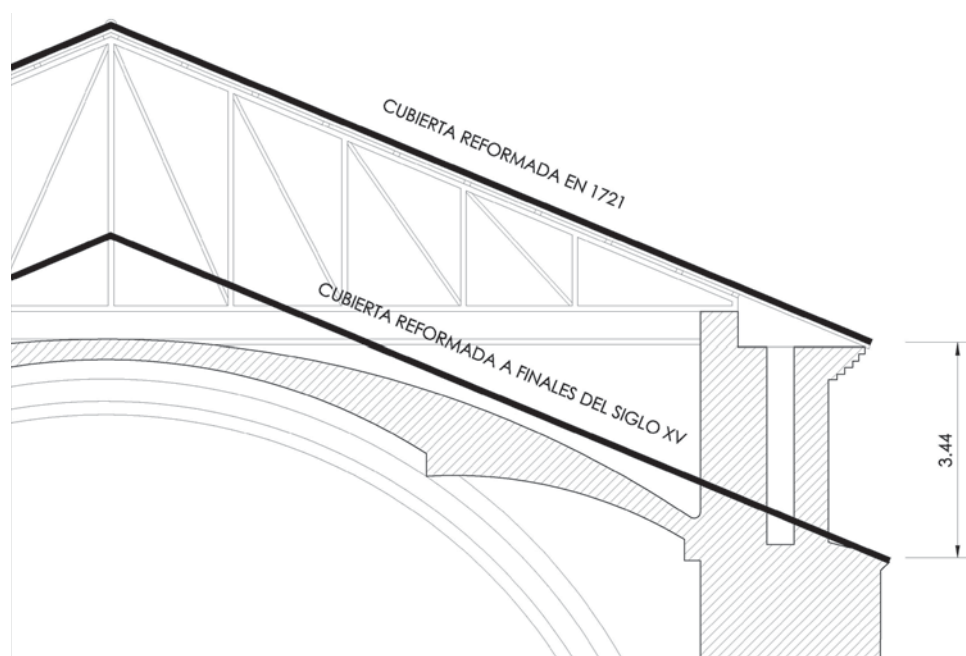 CUBIERTA REFORMADA EN 1721
CUBIERTA REFORMADA A FINALES DEL SIGLO XV
3.44